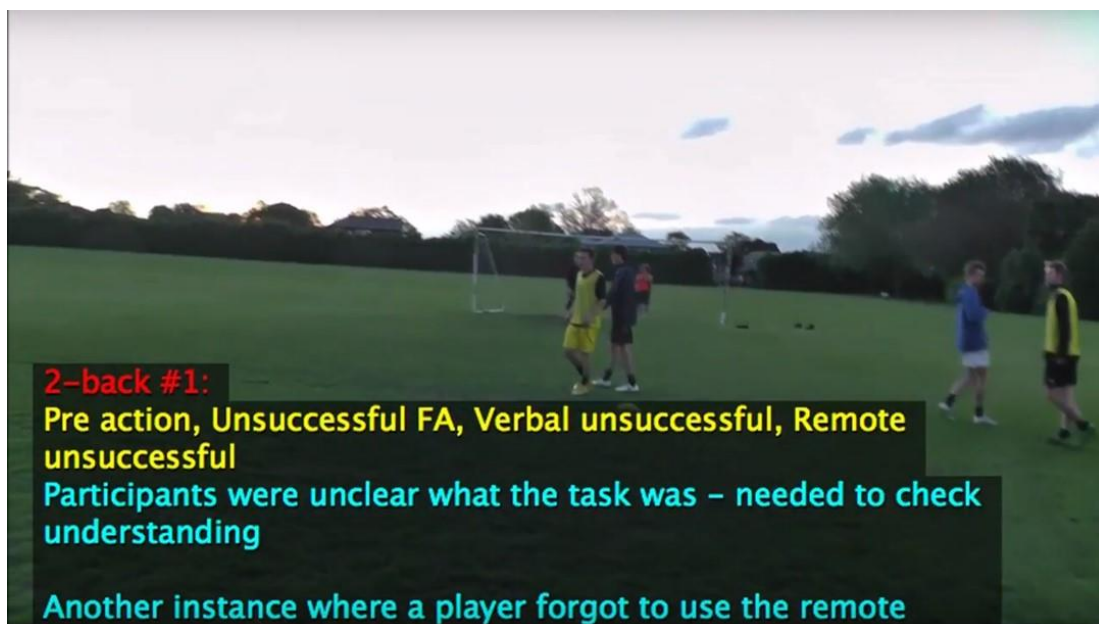 2-back #1:
Pre action, Unsuccessful FA, Verbal unsuccessful, Remote
unsuccessful
Participants were unclear what the task was – needed to check
understanding
Another instance where a player forgot to use the remote